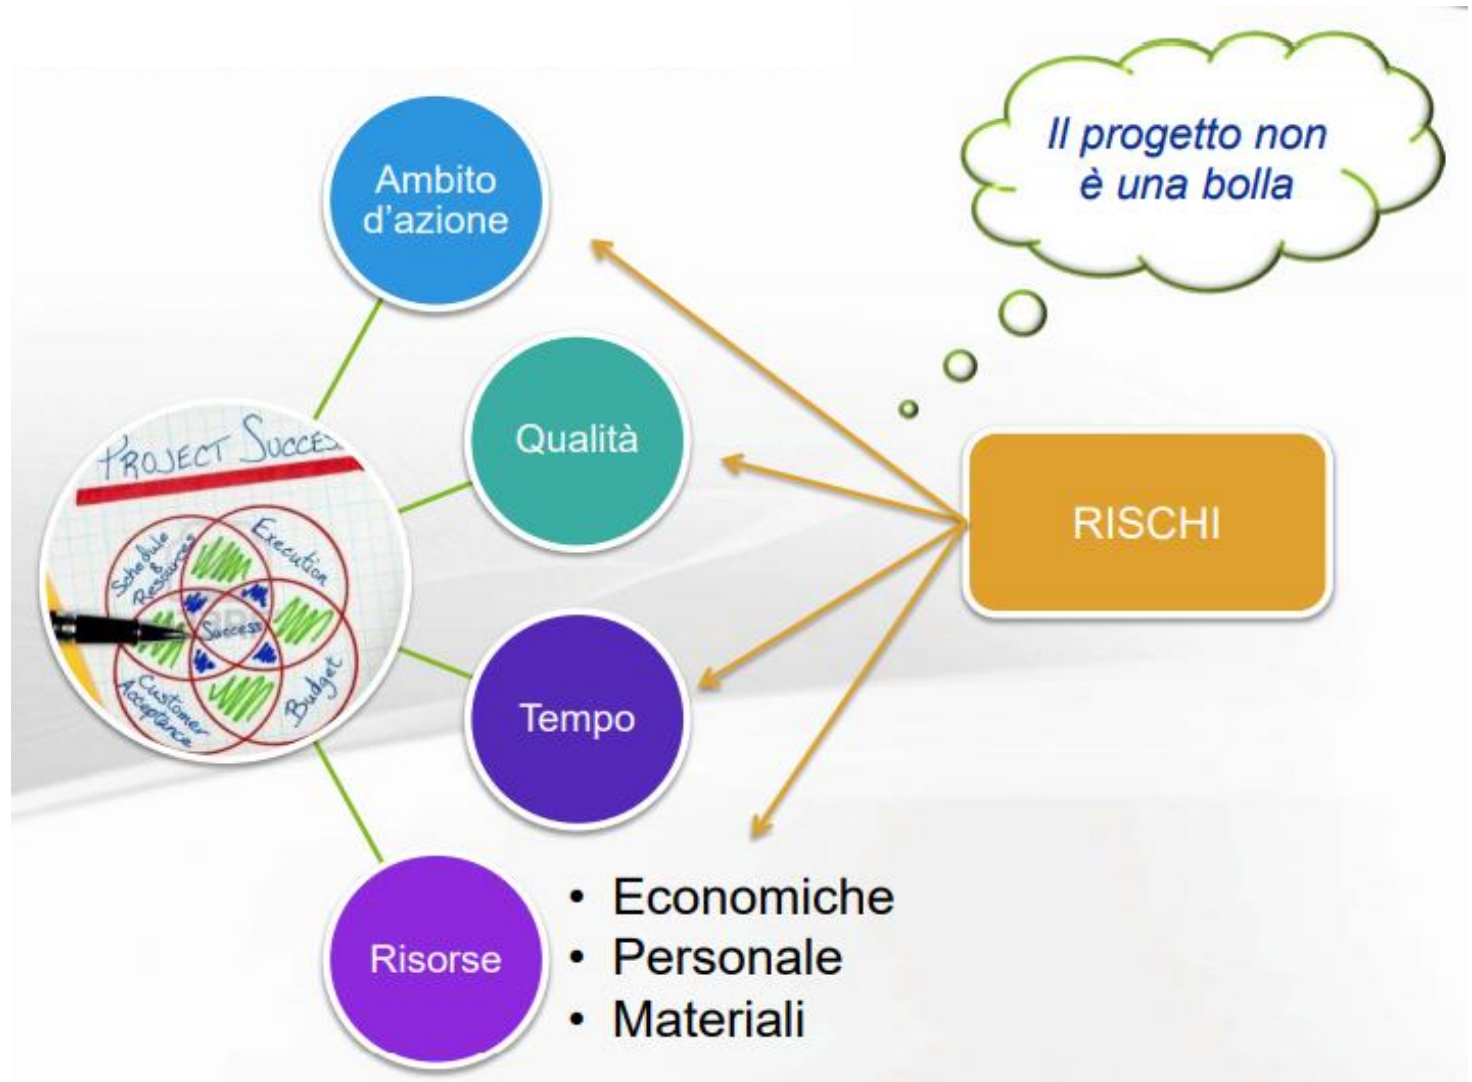 Il progetto non
è una bolla
Ambito
d'azione
Qualità
PROJECT SUCCES
Schedule
&
Resources
Execution
Success
Customer
Acceptance
Budget
RISCHI
Tempo
Risorse
• Economiche
• Personale
• Materiali